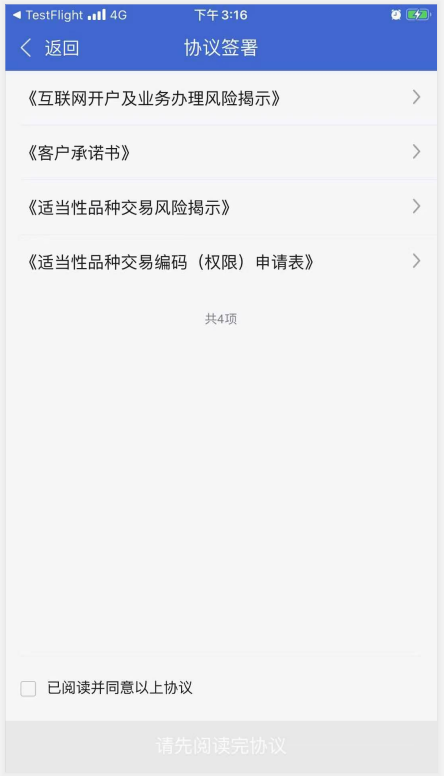 ◀ TestFlight 4G 下午3:16
返回 协议签署
《互联网开户及业务办理风险揭示》
《客户承诺书》
《适当性品种交易风险揭示》
《适当性品种交易编码（权限）申请表》
共4项
已阅读并同意以上协议
请先阅读完协议